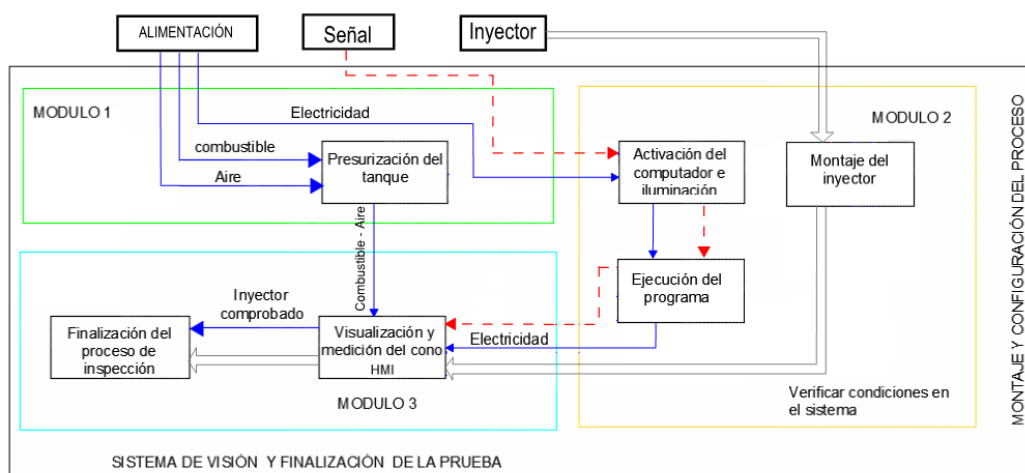 ALIMENTACIÓN
Señal
Inyector
MODULO 1
Electricidad
combustible
Aire
Presurización del
tanque
MODULO 2
Activación del
computador e
iluminación
Montaje del
inyector
Combustible - Aire
Ejecución del
programa
Inyector
comprobado
Finalización del
proceso de
inspección
Visualización y
medición del cono
HMI
Electricidad
MODULO 3
Verificar condiciones en
el sistema
MONTAJE Y CONFIGURACIÓN DEL PROCESO
SISTEMA DE VISIÓN Y FINALIZACIÓN DE LA PRUEBA